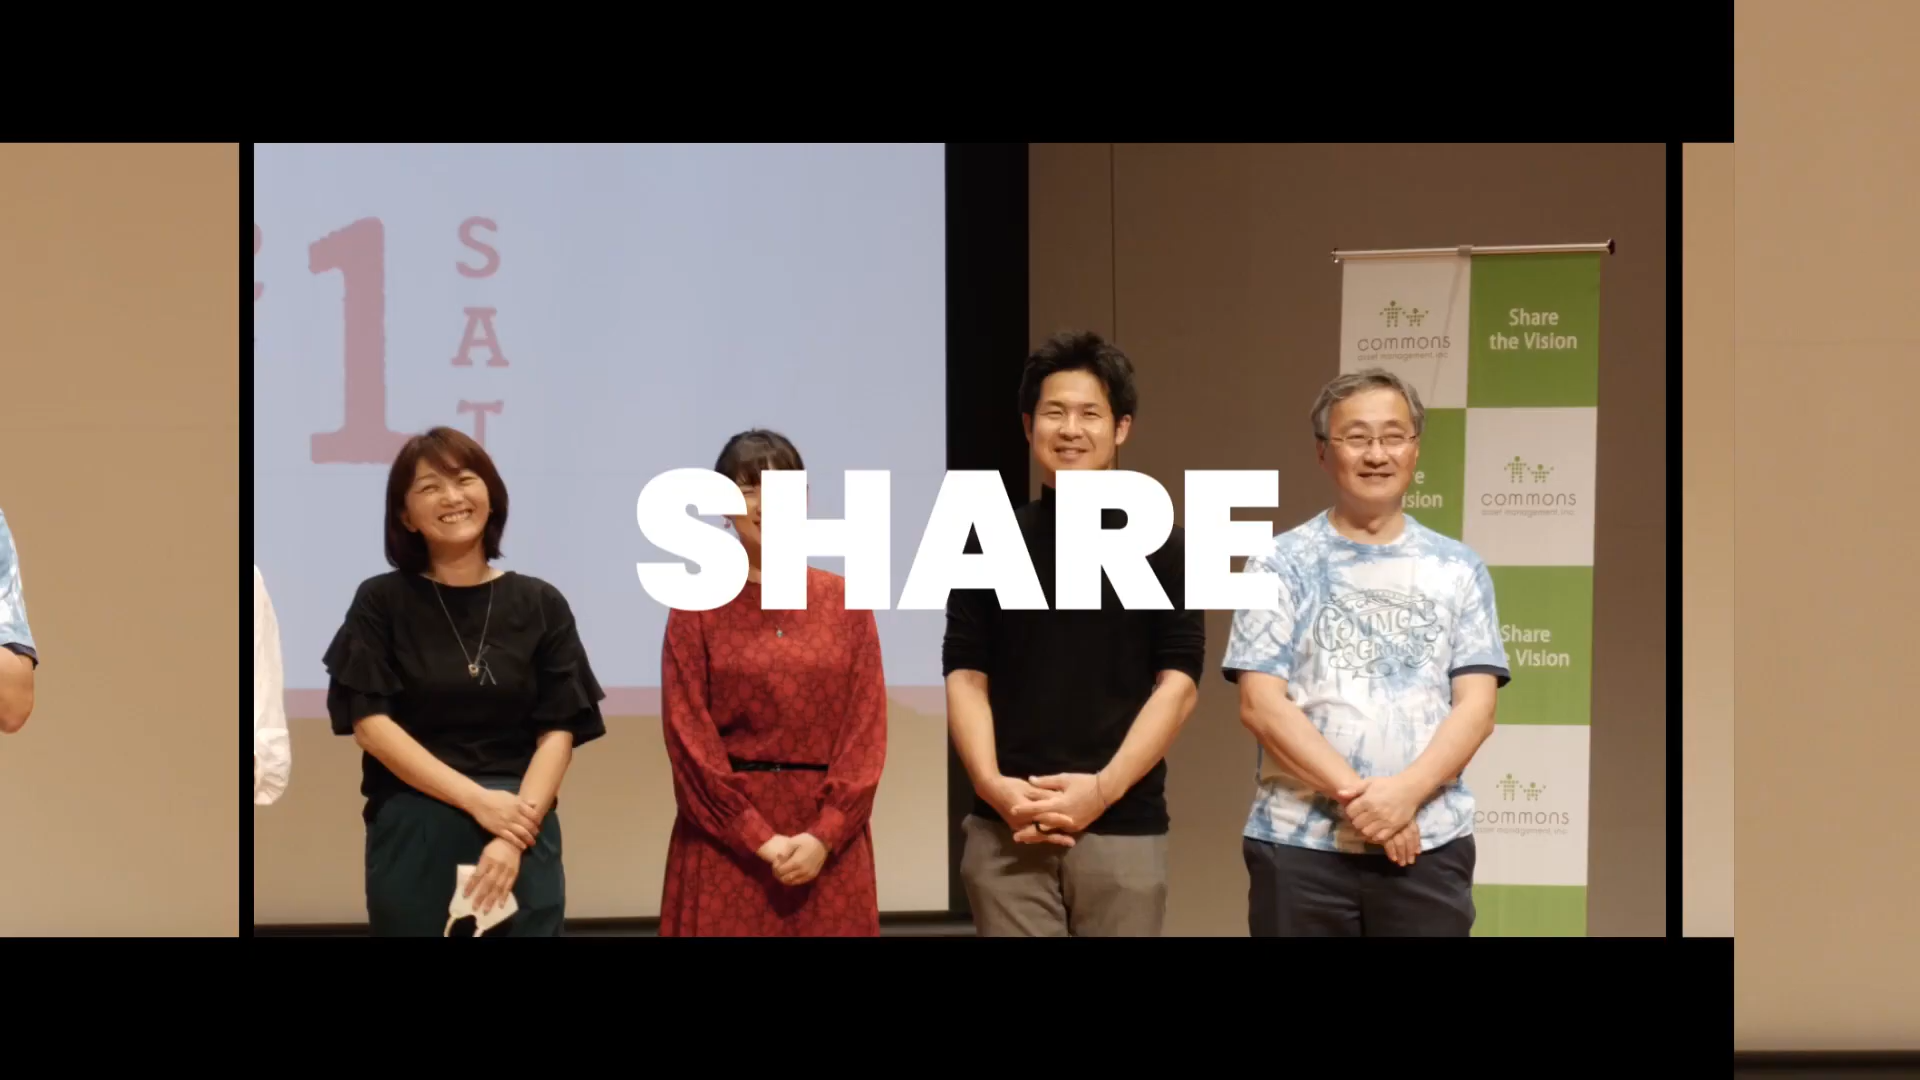 1
SAT
SHARE
commons
asset management, inc.
Share
the Vision
commons
asset management, inc.
COMMON
GROUND
Share
Vision
commons
asset management, inc.